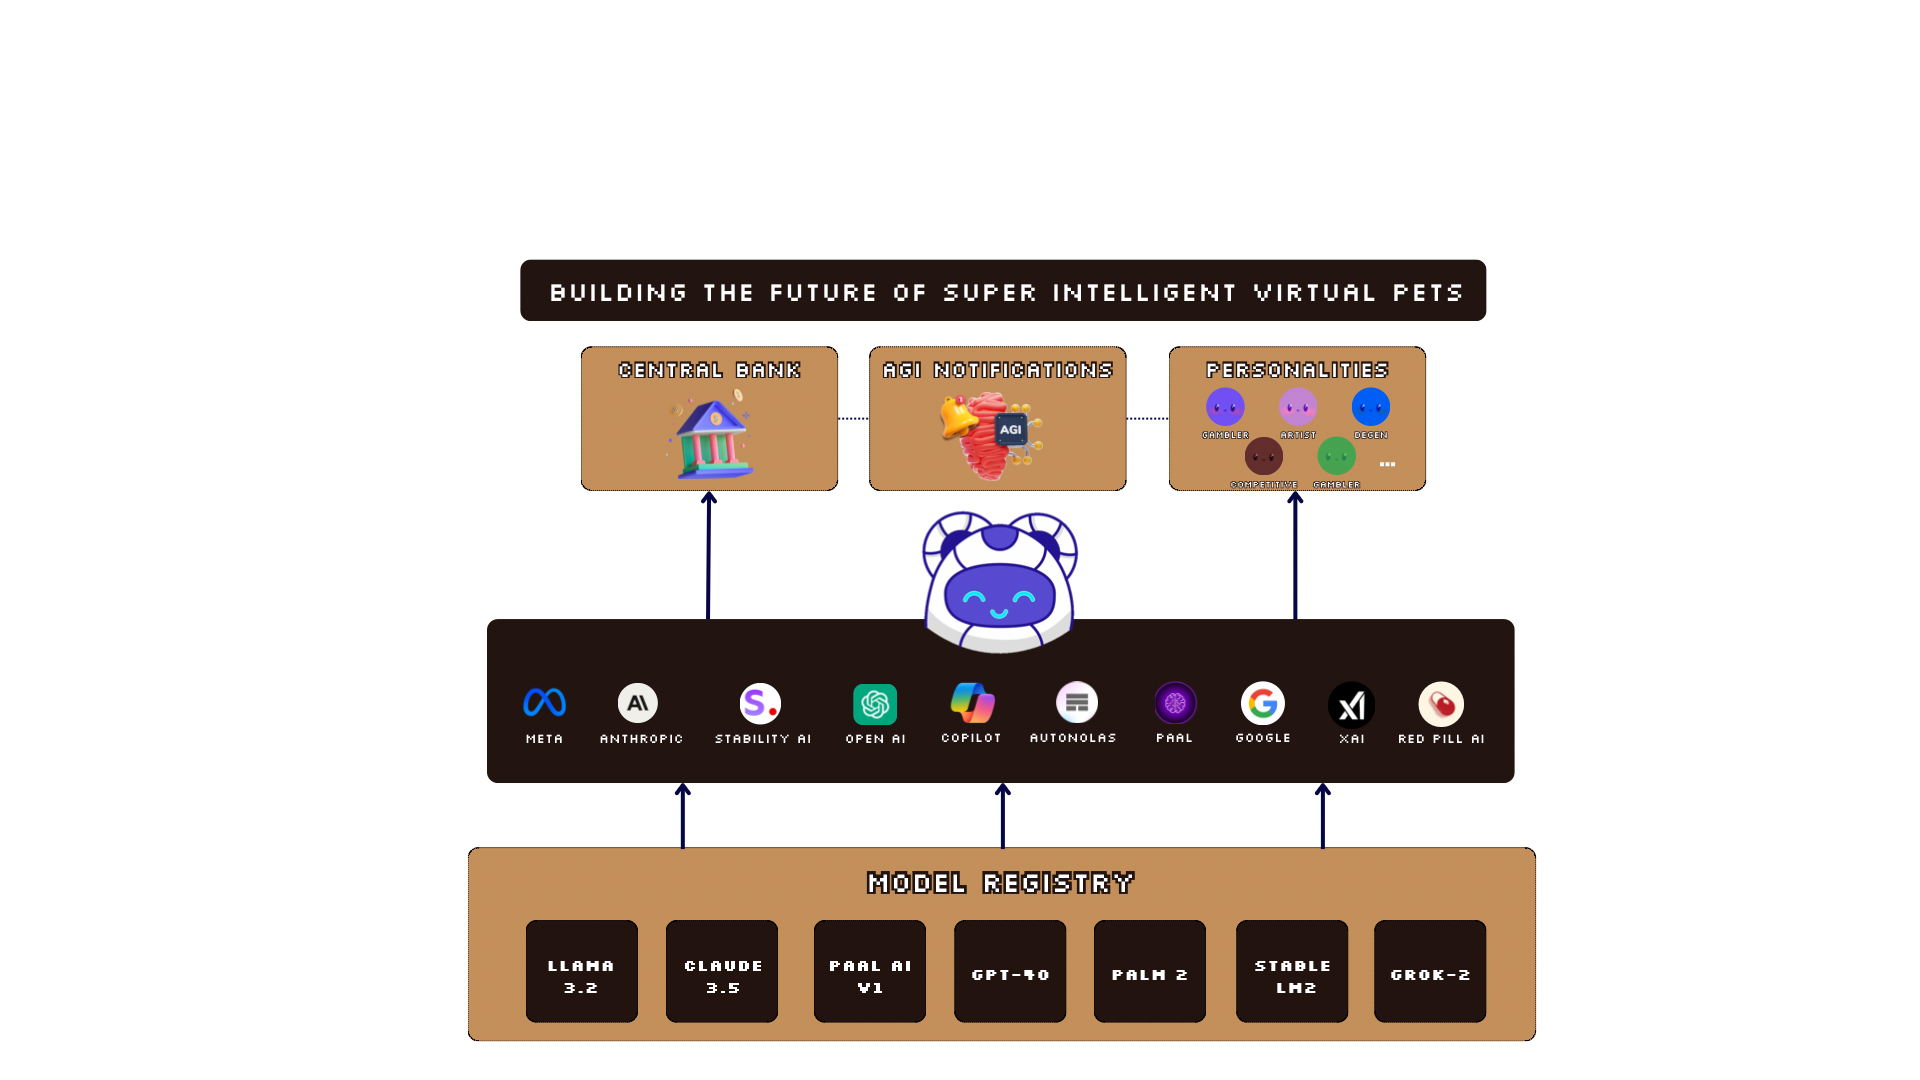 BUILDING THE FUTURE OF SUPER INTELLIGENT VIRTUAL PETS
CENTRAL BANK
AGI NOTIFICATIONS
AGI
PERSONALITIES
GAMBLER
ARTIST
DEGEN
COMPETITIVE
GAMBLER
...
META
ANTHROPIC
STABILITY AI
OPEN AI
COPILOT
AUTONOLAS
PAAL
GOOGLE
XAI
RED PILL AI
MODEL REGISTRY
LLAMA
3.2
CLAUDE
3.5
PAAL AI
V1
GPT-4O
PALM 2
STABLE
LM2
GROK-2